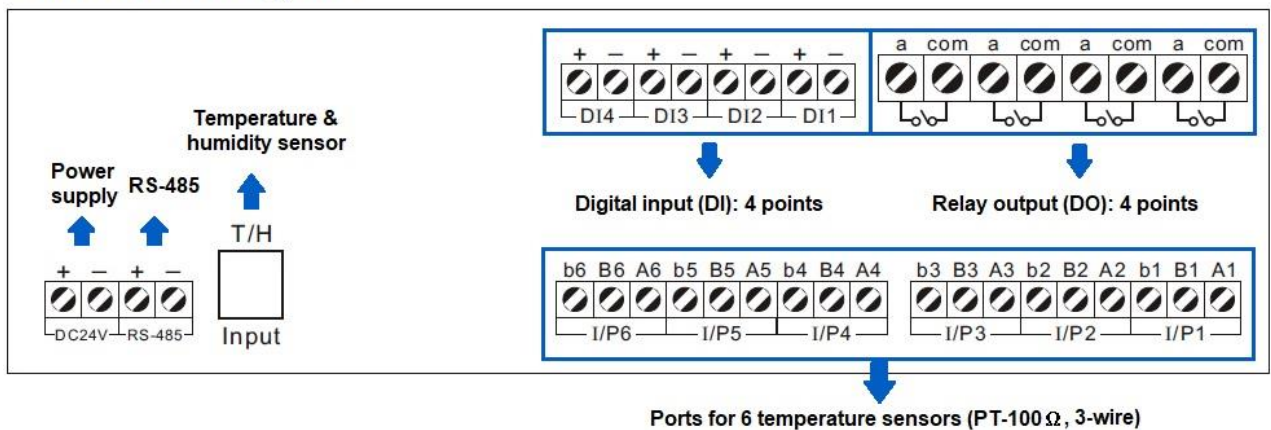 + − + − + − + −
DI4 DI3 DI2 DI1
a com a com a com a com
Digital input (DI): 4 points
Relay output (DO): 4 points
Temperature &
humidity sensor
Power
supply
RS-485
T/H
Input
+ − + −
DC24V RS-485
b6 B6 A6 b5 B5 A5 b4 B4 A4 b3 B3 A3 b2 B2 A2 b1 B1 A1
I/P6 I/P5 I/P4 I/P3 I/P2 I/P1
Ports for 6 temperature sensors (PT-100Ω, 3-wire)